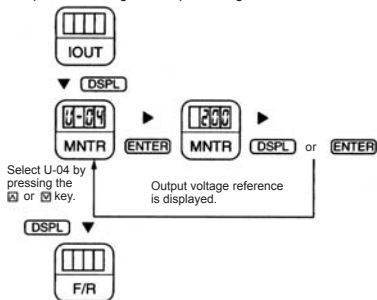 IOUT
DSPL
U-04
MNTR
ENTER
200
MNTR
DSPL or ENTER
Select U-04 by
pressing the
or key.
Output voltage reference
is displayed.
DSPL
F/R